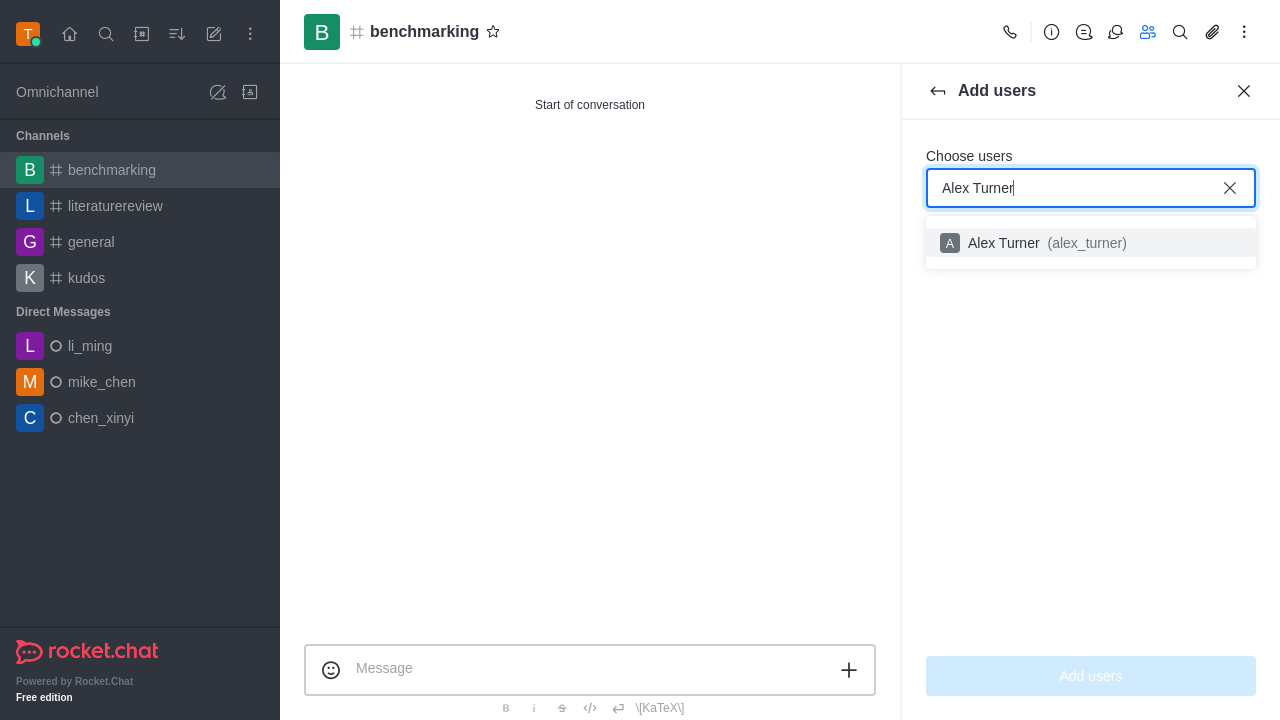 T
Omnichannel
Channels
B benchmarking
L literaturereview
G general
K kudos
Direct Messages
L li_ming
M mike_chen
C chen_xinyi
rocket.chat
Powered by Rocket.Chat
Free edition
B benchmarking
Start of conversation
Message
B i S \[KaTeX\]
Add users
Choose users
Alex Turner
A Alex Turner (alex_turner)
Add users